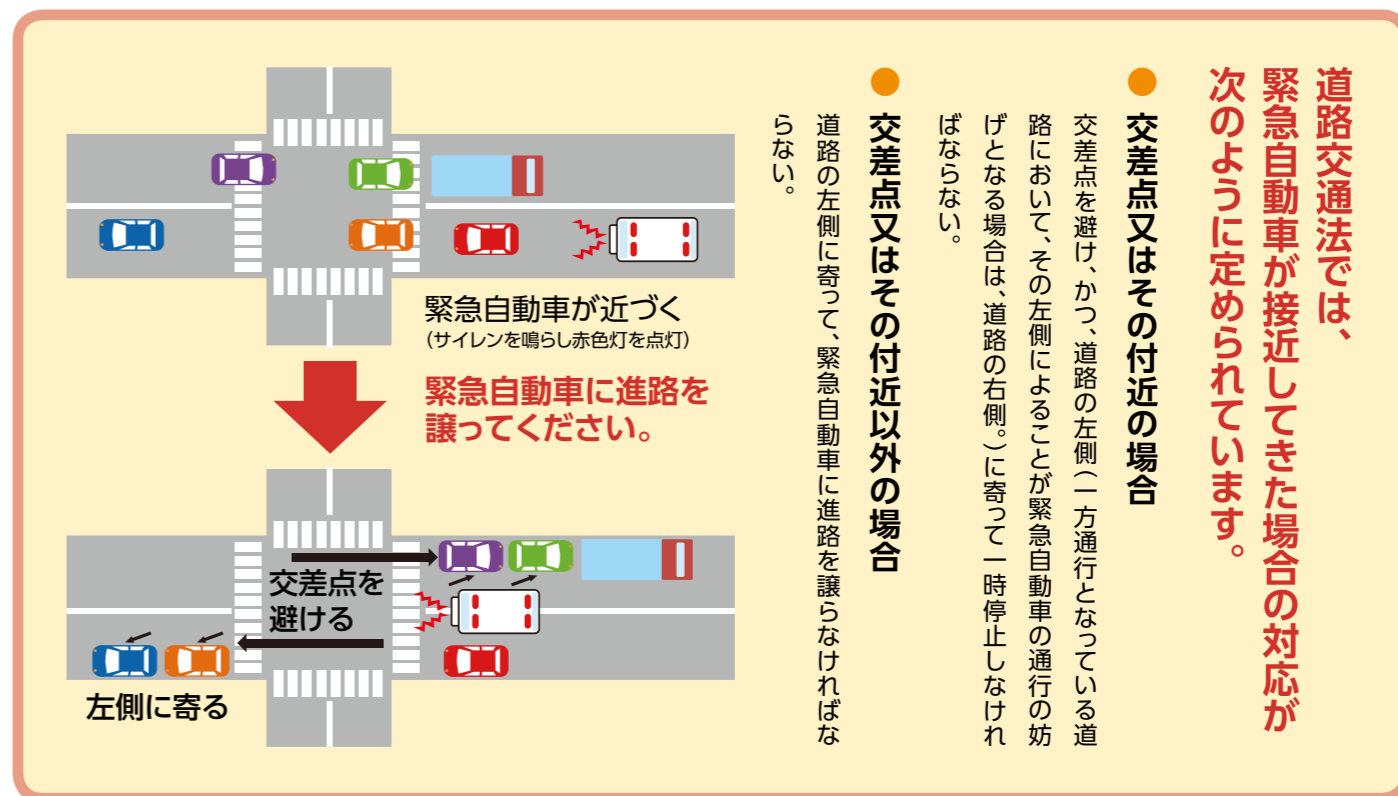 道路交通法では、
緊急自動車が接近してきた場合の対応が
次のように定められています。
● 交差点又はその付近の場合
交差点を避け、かつ、道路の左側(一方通行となっている道
路において、その左側によることが緊急自動車の通行の妨
げとなる場合は、道路の右側。)に寄って一時停止しなけれ
ばならない。
● 交差点又はその付近以外の場合
道路の左側に寄って、緊急自動車に進路を譲らなければな
らない。
緊急自動車が近づく
(サイレンを鳴らし赤色灯を点灯)
緊急自動車に進路を
譲ってください。
交差点を
避ける
左側に寄る